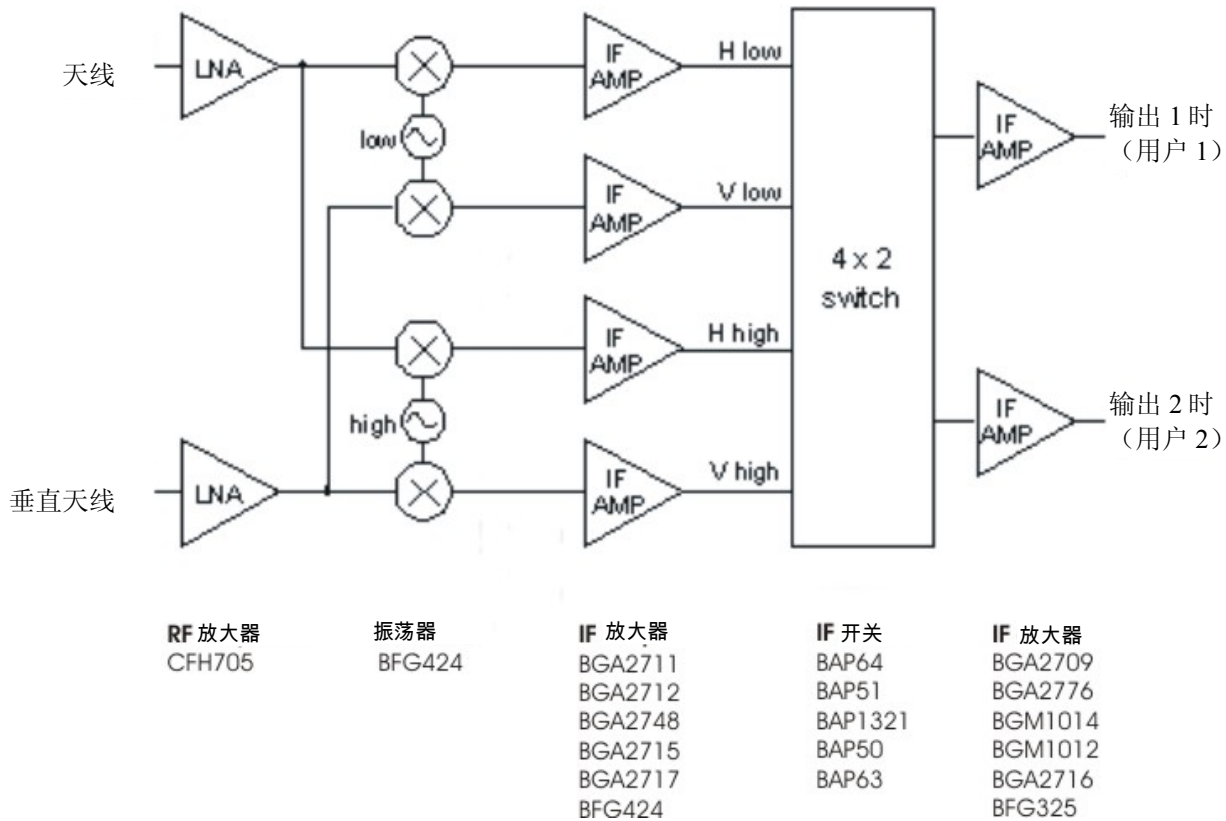 天线
LNA
low
IF
AMP
H low
IF
AMP
V low
4 x 2
switch
IF
AMP
输出 1 时
（用户 1）
high
IF
AMP
H high
IF
AMP
输出 2 时
（用户 2）
垂直天线
LNA
IF
AMP
V high
RF 放大器
CFH705
振荡器
BFG424
IF 放大器
BGA2711
BGA2712
BGA2748
BGA2715
BGA2717
BFG424
IF 开关
BAP64
BAP51
BAP1321
BAP50
BAP63
IF 放大器
BGA2709
BGA2776
BGM1014
BGM1012
BGA2716
BFG325